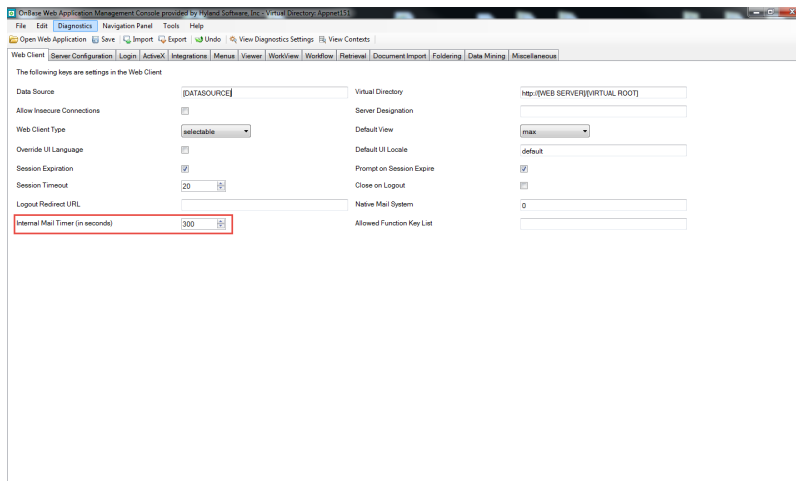 OnBase Web Application Management Console provided by Hyland Software, Inc - Virtual Directory: Appnet151
File Edit Diagnostics Navigation Panel Tools Help
Open Web Application Save Import Export Undo View Diagnostics Settings View Contexts
Web Client Server Configuration Login ActiveX Integrations Menus Viewer WorkView Workflow Retrieval Document Import Foldering Data Mining Miscellaneous
The following keys are settings in the Web Client
Data Source [DATASOURCE] Virtual Directory http://[WEB SERVER]/[VIRTUAL ROOT]
Allow Insecure Connections Server Designation
Web Client Type selectable Default View max
Override UI Language Default UI Locale default
Session Expiration Prompt on Session Expire
Session Timeout 20 Close on Logout
Logout Redirect URL Native Mail System 0
Internal Mail Timer (in seconds) 300 Allowed Function Key List